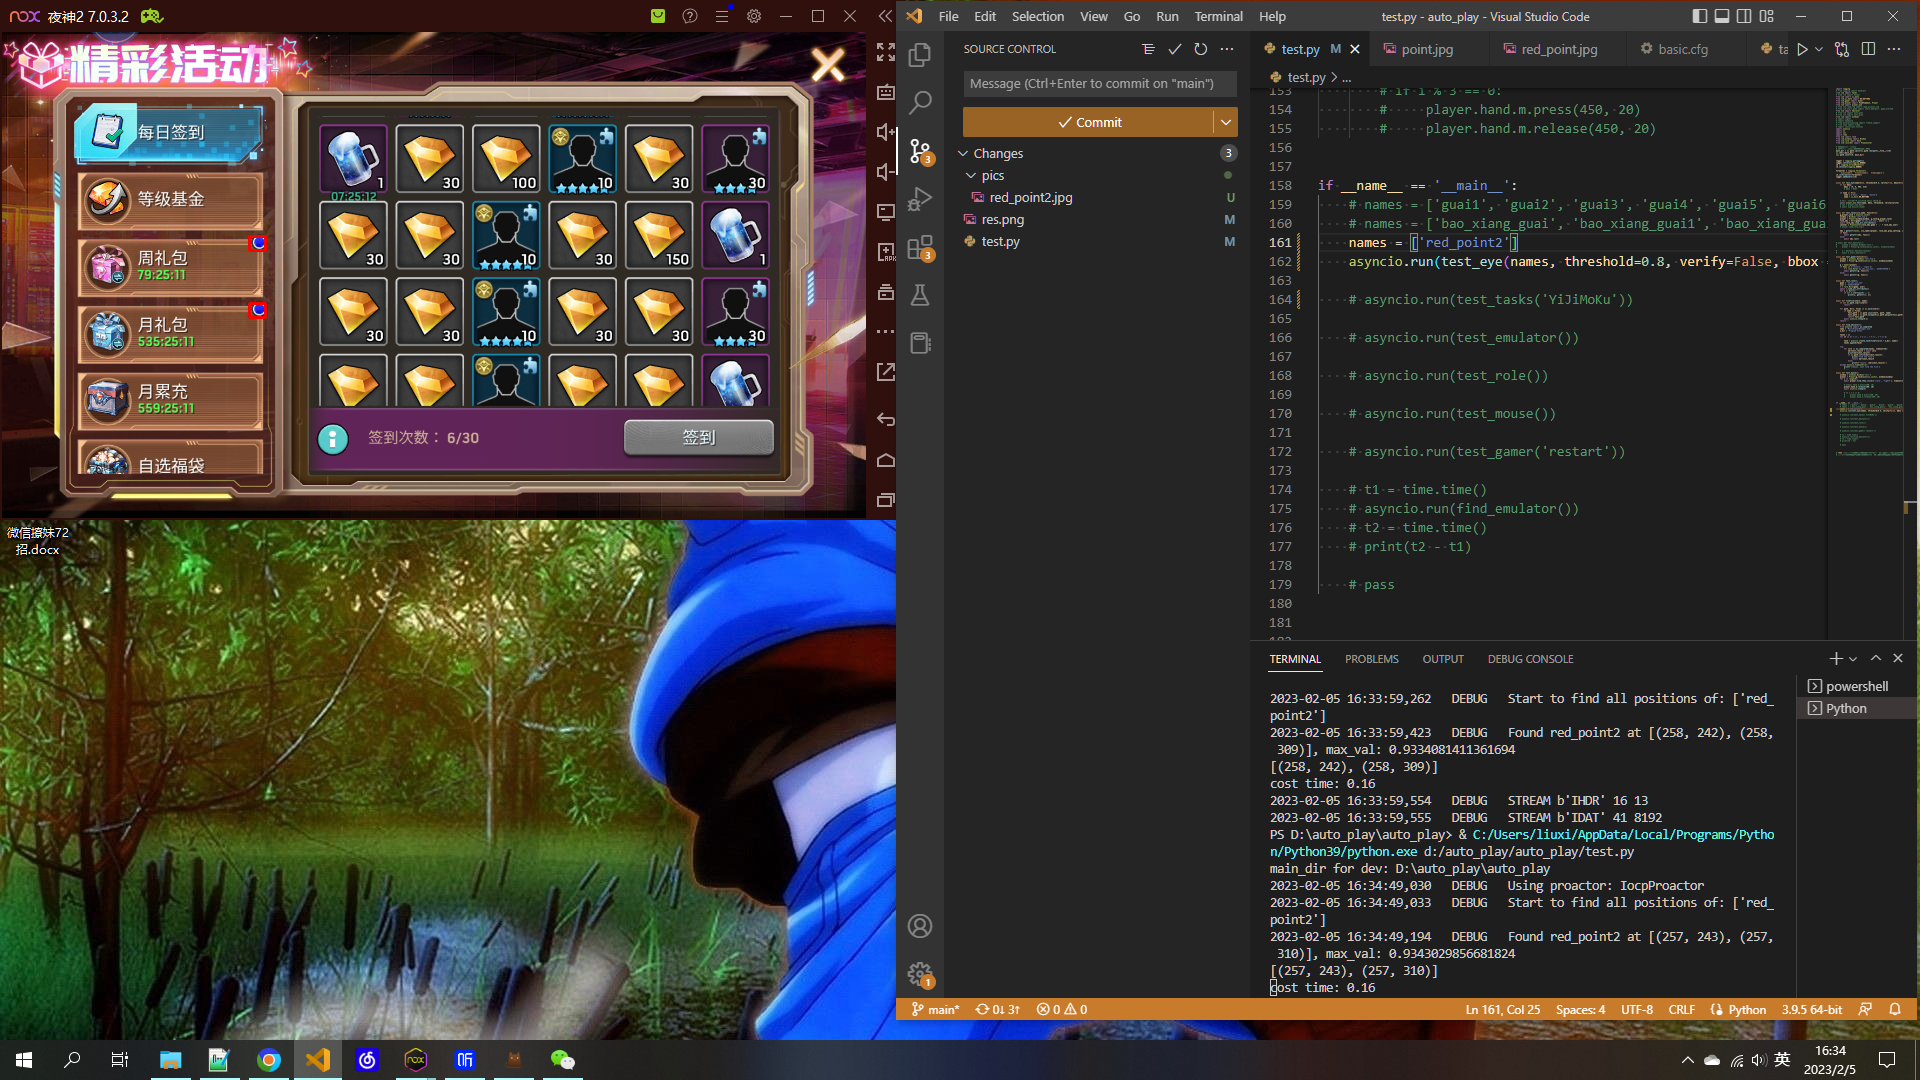 nox 夜神2 7.0.3.2
精彩活动
每日签到
等级基金
周礼包
79:25:11
月礼包
535:25:11
月累充
559:25:11
自选福袋
1 30 100 10 30 30
07:25:12
30 30 10 30 150 1
30 30 10 30 30 30
签到次数： 6/30
签到
微信撩妹72
招.docx
File Edit Selection View Go Run Terminal Help
test.py - auto_play - Visual Studio Code
SOURCE CONTROL
Message (Ctrl+Enter to commit on "main")
Commit
Changes 3
pics
red_point2.jpg U
res.png M
test.py M
test.py M
point.jpg
red_point.jpg
basic.cfg
ta
test.py > ...
153 # if i % 3 == 0:
154 # player.hand.m.press(450, 20)
155 # player.hand.m.release(450, 20)
156
157
158 if __name__ == '__main__':
159 # names = ['guai1', 'guai2', 'guai3', 'guai4', 'guai5', 'guai6
160 # names = ['bao_xiang_guai', 'bao_xiang_guai1', 'bao_xiang_gua
161 names = ['red_point2']
162 asyncio.run(test_eye(names, threshold=0.8, verify=False, bbox
163
164 # asyncio.run(test_tasks('YiJiMoKu'))
165
166 # asyncio.run(test_emulator())
167
168 # asyncio.run(test_role())
169
170 # asyncio.run(test_mouse())
171
172 # asyncio.run(test_gamer('restart'))
173
174 # t1 = time.time()
175 # asyncio.run(find_emulator())
176 # t2 = time.time()
177 # print(t2 - t1)
178
179 # pass
180
181
182
TERMINAL PROBLEMS OUTPUT DEBUG CONSOLE
powershell
Python
2023-02-05 16:33:59,262 DEBUG Start to find all positions of: ['red_
point2']
2023-02-05 16:33:59,423 DEBUG Found red_point2 at [(258, 242), (258,
309)], max_val: 0.9334081411361694
[(258, 242), (258, 309)]
cost time: 0.16
2023-02-05 16:33:59,554 DEBUG STREAM b'IHDR' 16 13
2023-02-05 16:33:59,555 DEBUG STREAM b'IDAT' 41 8192
PS D:\auto_play\auto_play> & C:/Users/liuxi/AppData/Local/Programs/Pytho
n/Python39/python.exe d:/auto_play/auto_play/test.py
main_dir for dev: D:\auto_play\auto_play
2023-02-05 16:34:49,030 DEBUG Using proactor: IocpProactor
2023-02-05 16:34:49,033 DEBUG Start to find all positions of: ['red_
point2']
2023-02-05 16:34:49,194 DEBUG Found red_point2 at [(257, 243), (257,
310)], max_val: 0.9343029856681824
[(257, 243), (257, 310)]
cost time: 0.16
main* 0↓ 3↑ 0 0
Ln 161, Col 25 Spaces: 4 UTF-8 CRLF Python 3.9.5 64-bit
英
16:34
2023/2/5